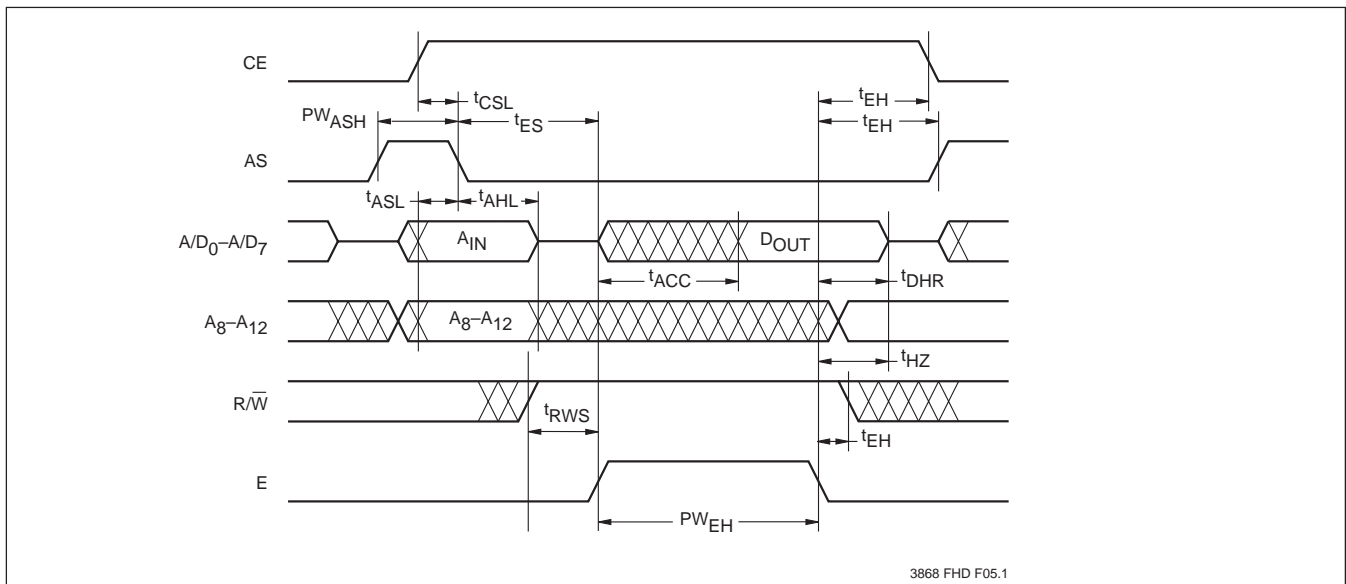 CE
tCSL
tEH
PWASH
tES
tEH
AS
tASL
tAHL
A/D0–A/D7
AIN
DOUT
tACC
tDHR
A8–A12
A8–A12
tHZ
R/W̅
tRWS
tEH
E
PWEH
3868 FHD F05.1